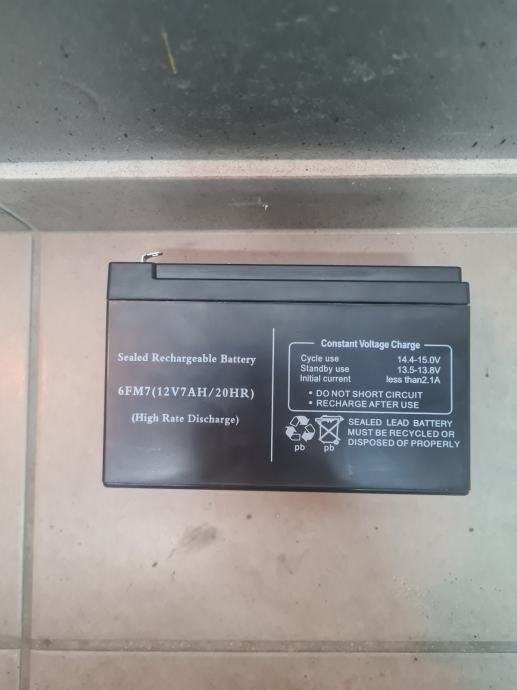 Sealed Rechargeable Battery
6FM7(12V7AH/20HR)
(High Rate Discharge)
Constant Voltage Charge
Cycle use 14.4-15.0V
Standby use 13.5-13.8V
Initial current less than2.1A
• DO NOT SHORT CIRCUIT
• RECHARGE AFTER USE
pb pb
SEALED LEAD BATTERY
MUST BE RECYCLED OR
DISPOSED OF PROPERLY